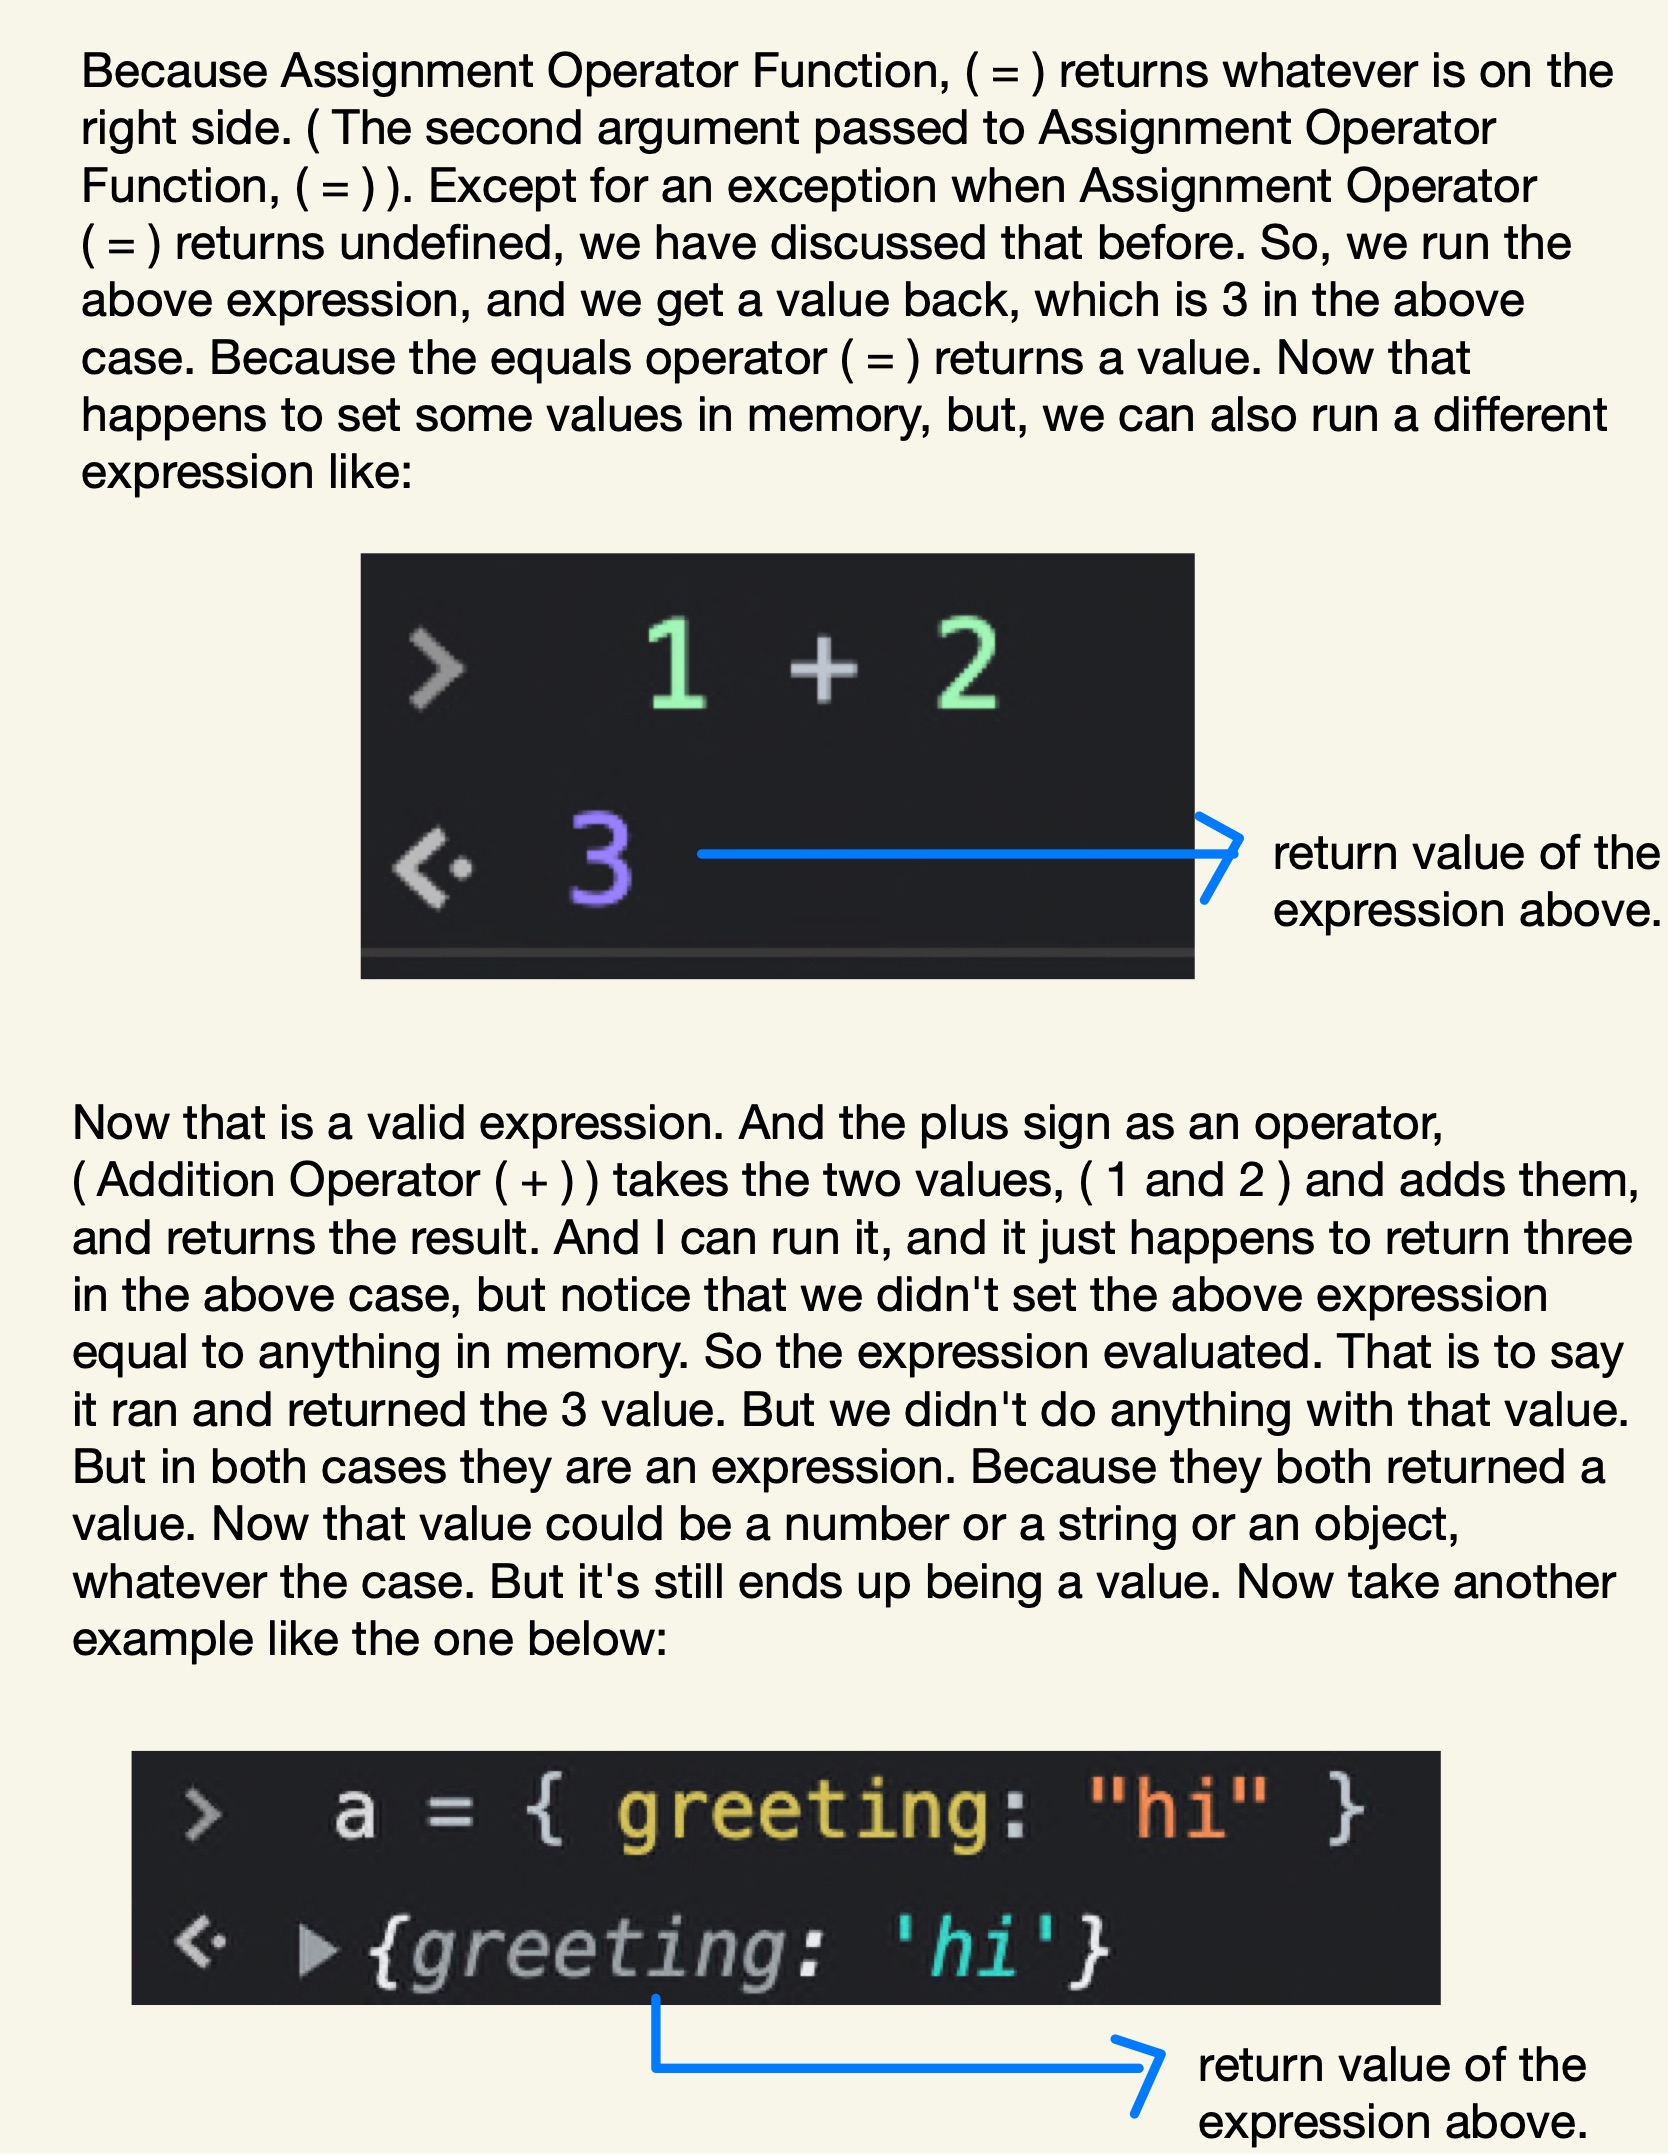 Because Assignment Operator Function, ( = ) returns whatever is on the
right side. ( The second argument passed to Assignment Operator
Function, ( = ) ). Except for an exception when Assignment Operator
( = ) returns undefined, we have discussed that before. So, we run the
above expression, and we get a value back, which is 3 in the above
case. Because the equals operator ( = ) returns a value. Now that
happens to set some values in memory, but, we can also run a different
expression like:
> 1 + 2
3
return value of the
expression above.
Now that is a valid expression. And the plus sign as an operator,
( Addition Operator ( + ) ) takes the two values, ( 1 and 2 ) and adds them,
and returns the result. And I can run it, and it just happens to return three
in the above case, but notice that we didn't set the above expression
equal to anything in memory. So the expression evaluated. That is to say
it ran and returned the 3 value. But we didn't do anything with that value.
But in both cases they are an expression. Because they both returned a
value. Now that value could be a number or a string or an object,
whatever the case. But it's still ends up being a value. Now take another
example like the one below:
> a = { greeting: "hi" }
{greeting: 'hi'}
return value of the
expression above.